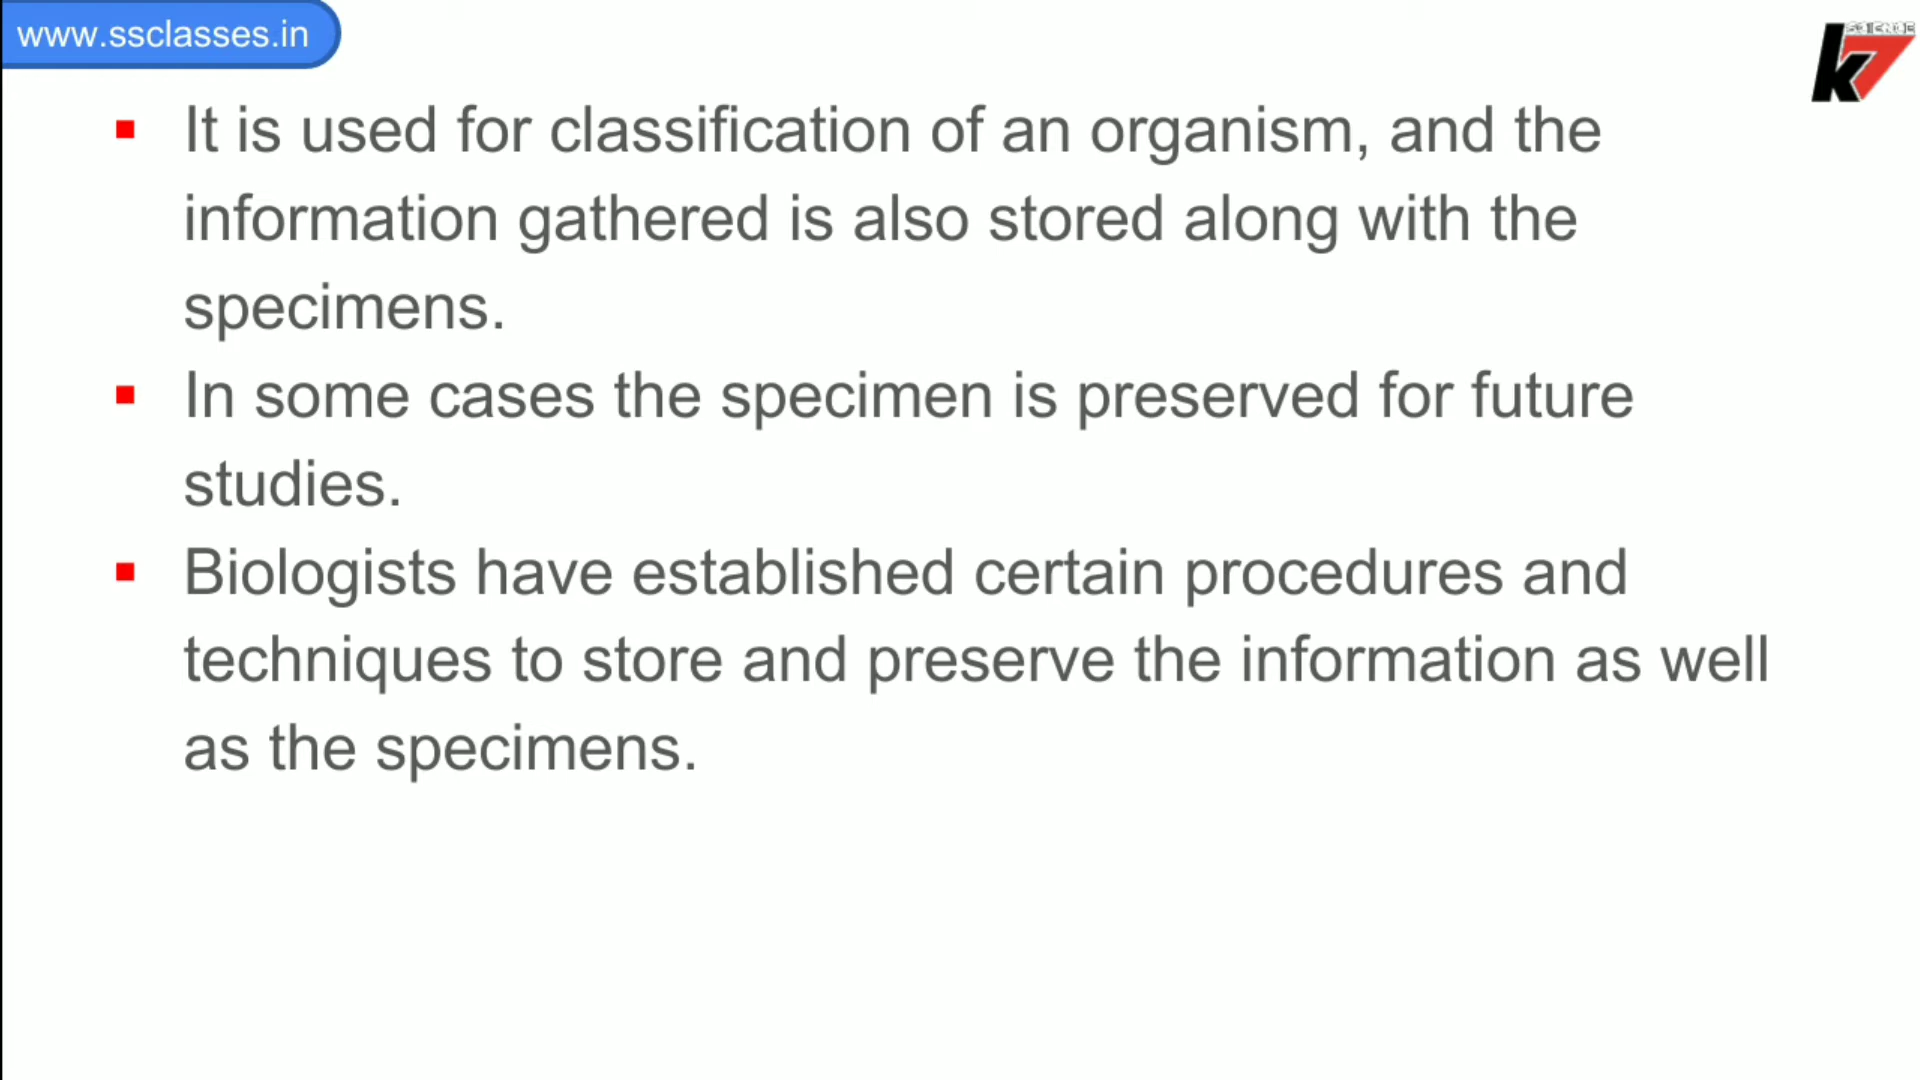 www.ssclasses.in
SCIENCE
k7
It is used for classification of an organism, and the
information gathered is also stored along with the
specimens.
In some cases the specimen is preserved for future
studies.
Biologists have established certain procedures and
techniques to store and preserve the information as well
as the specimens.